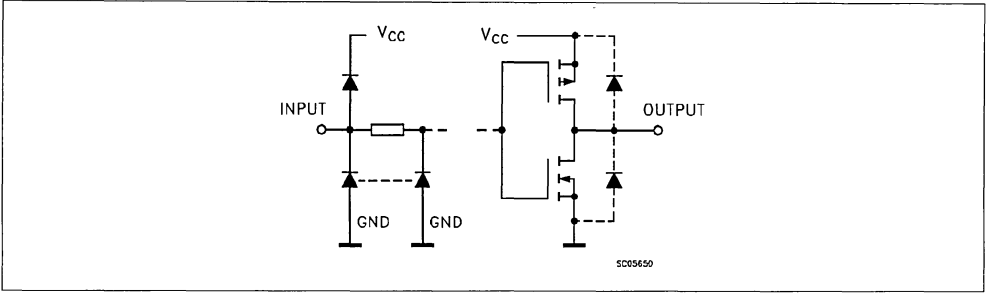 VCC
VCC
INPUT
OUTPUT
GND
GND
SC05650